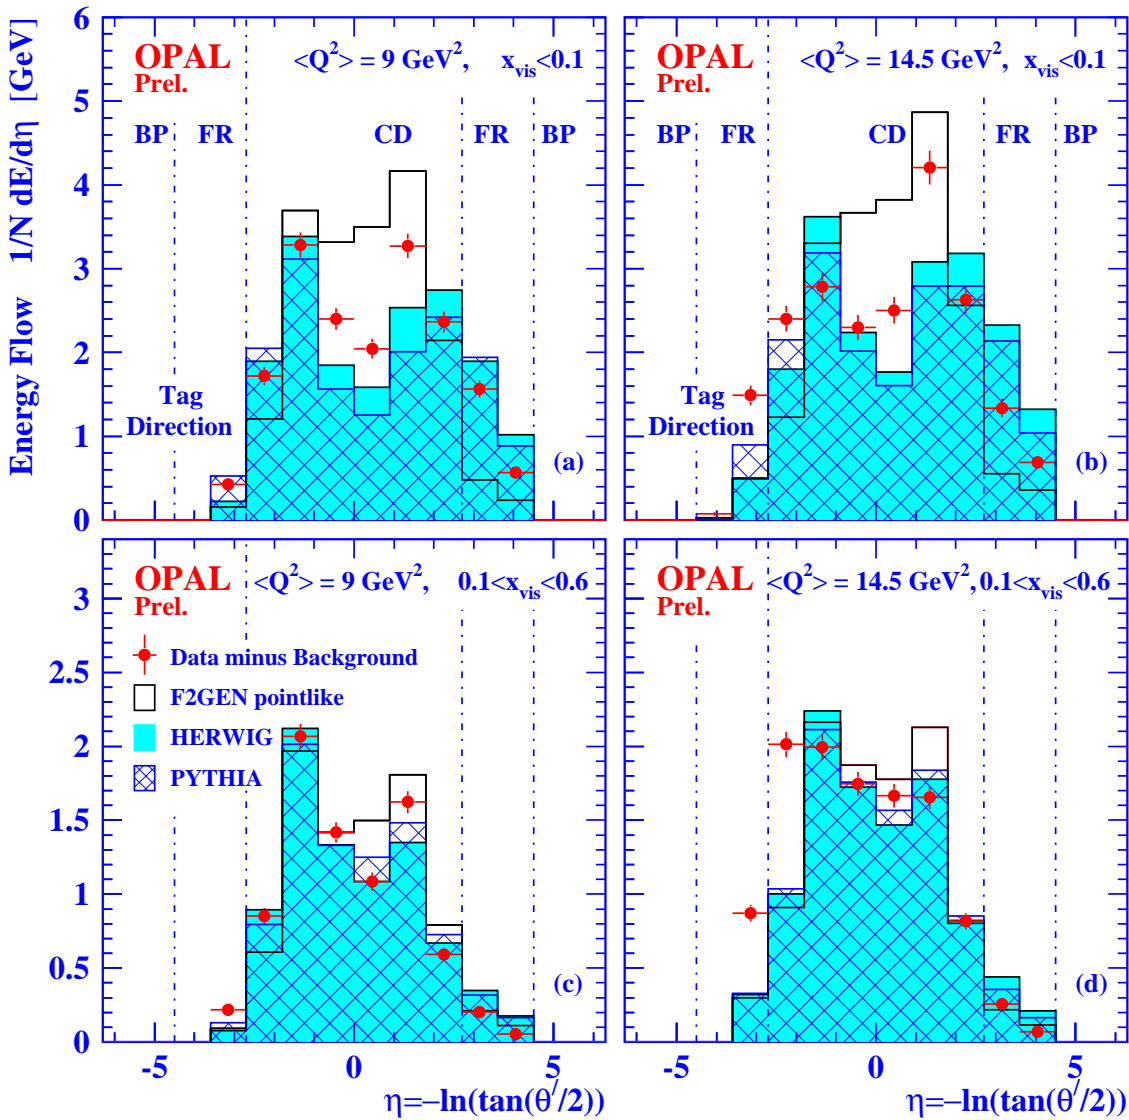 Energy Flow 1/N dE/dη [GeV]
6
5
4
3
2
1
0
OPAL
Prel.
<Q²> = 9 GeV², x_vis<0.1
BP FR CD FR BP
Tag
Direction
(a)
OPAL
Prel.
<Q²> = 14.5 GeV², x_vis<0.1
BP FR CD FR BP
Tag
Direction
(b)
3
2.5
2
1.5
1
0.5
0
OPAL
Prel.
<Q²> = 9 GeV², 0.1<x_vis<0.6
Data minus Background
F2GEN pointlike
HERWIG
PYTHIA
(c)
-5 0 5
η=–ln(tan(θ′/2))
OPAL
Prel.
<Q²> = 14.5 GeV², 0.1<x_vis<0.6
(d)
-5 0 5
η=–ln(tan(θ′/2))